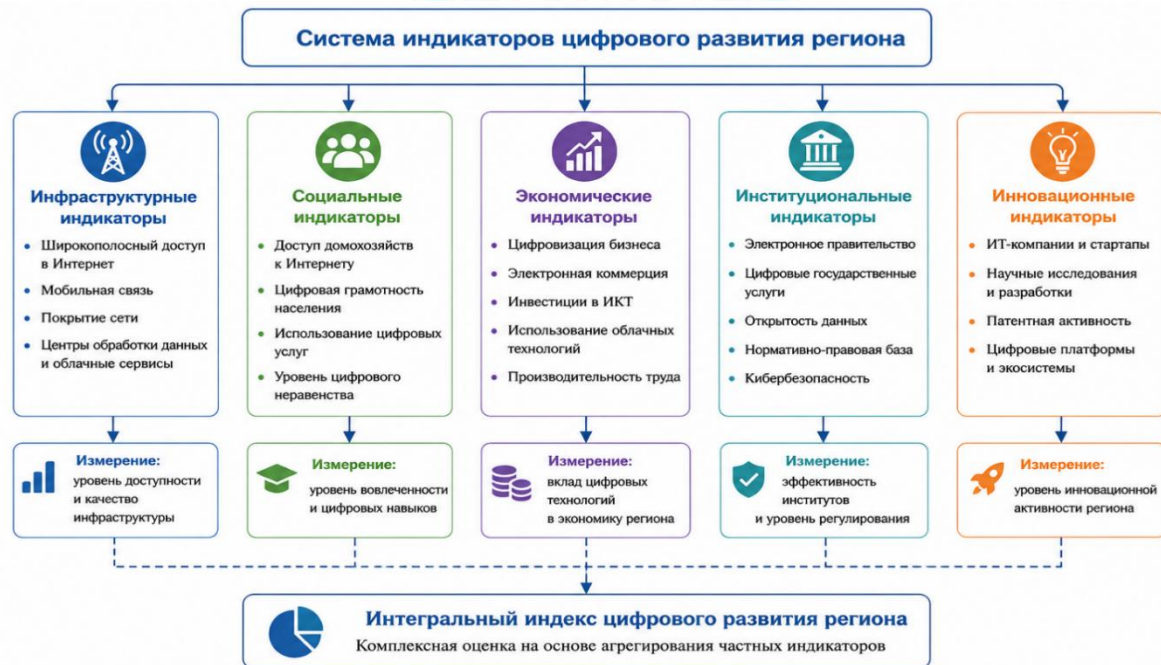 Система индикаторов цифрового развития региона
Инфраструктурные
индикаторы
• Широкополосный доступ
в Интернет
• Мобильная связь
• Покрытие сети
• Центры обработки данных
и облачные сервисы
Социальные
индикаторы
• Доступ домохозяйств
к Интернету
• Цифровая грамотность
населения
• Использование цифровых
услуг
• Уровень цифрового
неравенства
Экономические
индикаторы
• Цифровизация бизнеса
• Электронная коммерция
• Инвестиции в ИКТ
• Использование облачных
технологий
• Производительность труда
Институциональные
индикаторы
• Электронное правительство
• Цифровые государственные
услуги
• Открытость данных
• Нормативно-правовая база
• Кибербезопасность
Инновационные
индикаторы
• ИТ-компании и стартапы
• Научные исследования
и разработки
• Патентная активность
• Цифровые платформы
и экосистемы
Измерение:
уровень доступности
и качество
инфраструктуры
Измерение:
уровень вовлеченности
и цифровых навыков
Измерение:
вклад цифровых
технологий
в экономику региона
Измерение:
эффективность
институтов
и уровень регулирования
Измерение:
уровень инновационной
активности региона
Интегральный индекс цифрового развития региона
Комплексная оценка на основе агрегирования частных индикаторов